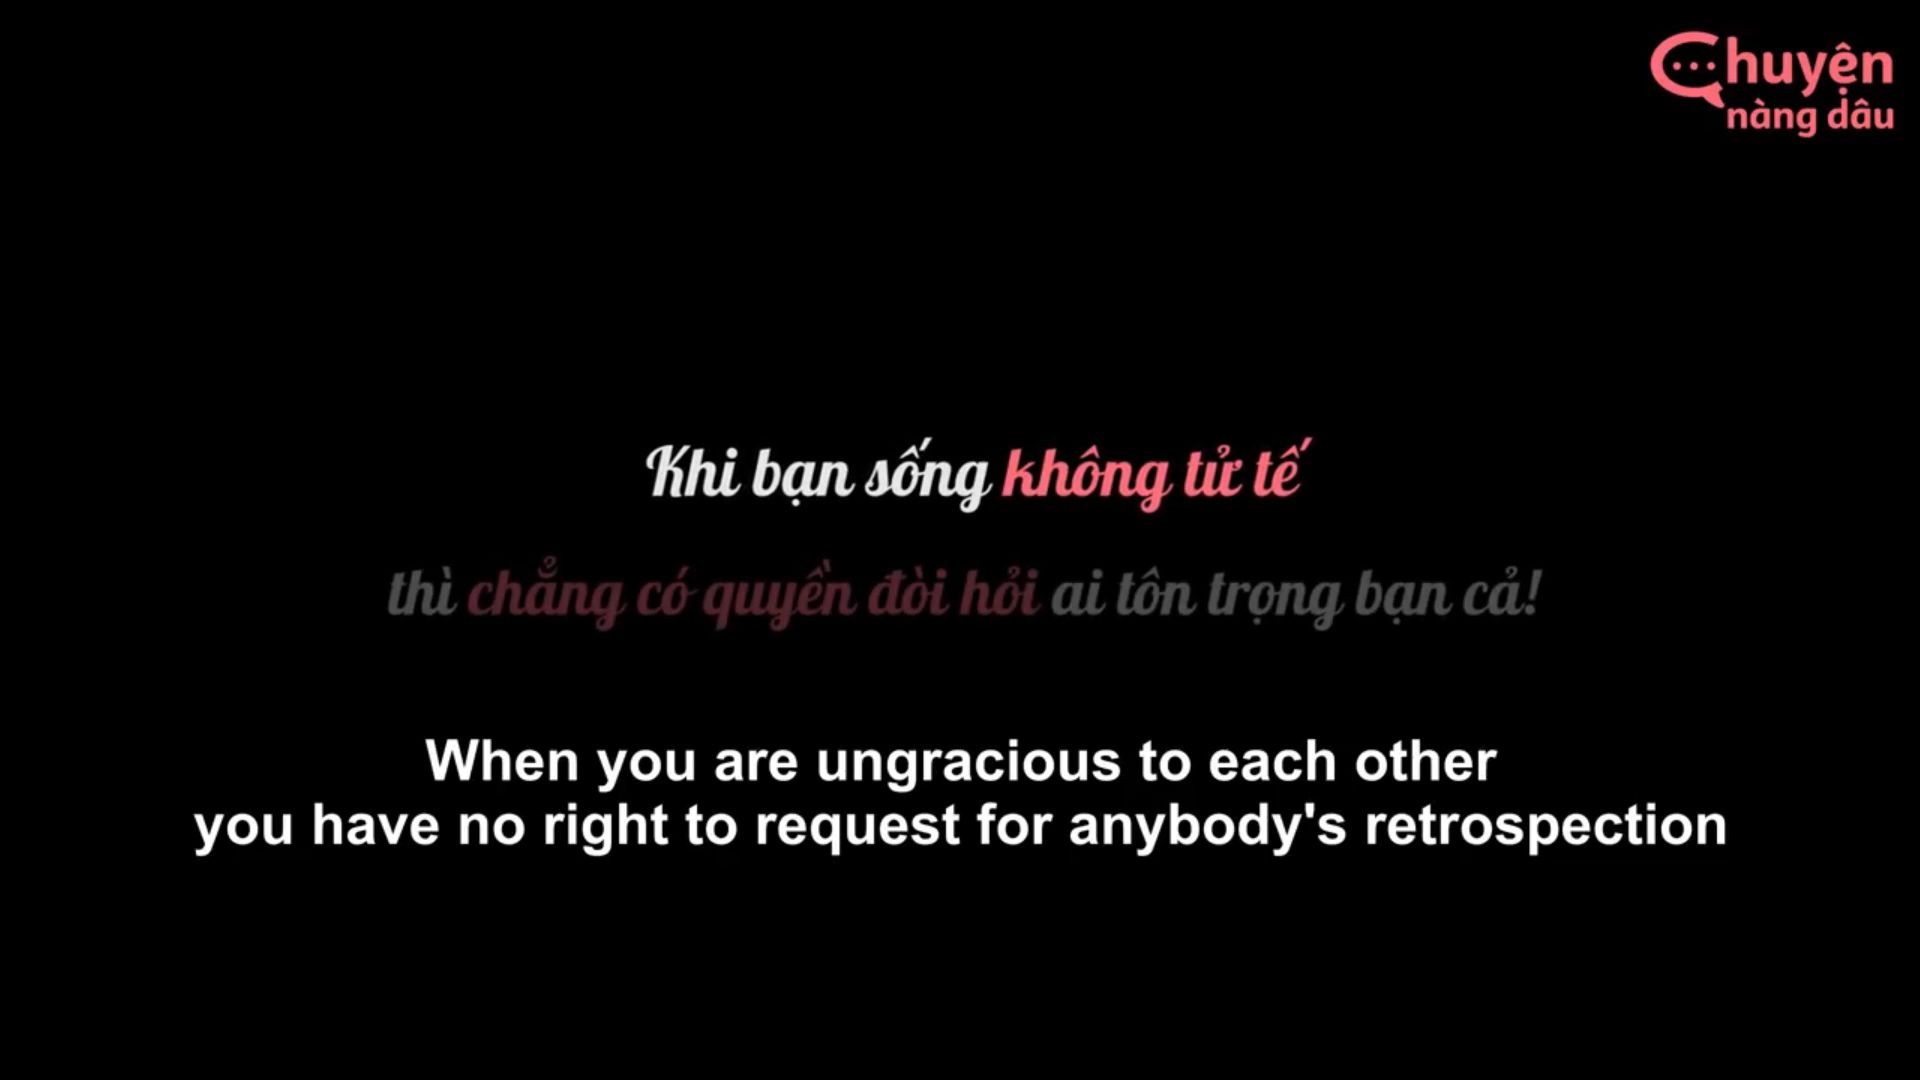 Chuyện
nàng dâu
Khi bạn sống không tử tế
thì chẳng có quyền đòi hỏi ai tôn trọng bạn cả!
When you are ungracious to each other
you have no right to request for anybody's retrospection